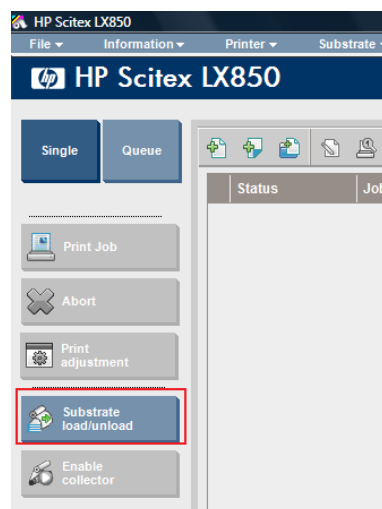 HP Scitex LX850
File Information Printer Substrate
hp HP Scitex LX850
Single Queue
Status
Print Job
Abort
Print
adjustment
Substrate
load/unload
Enable
collector